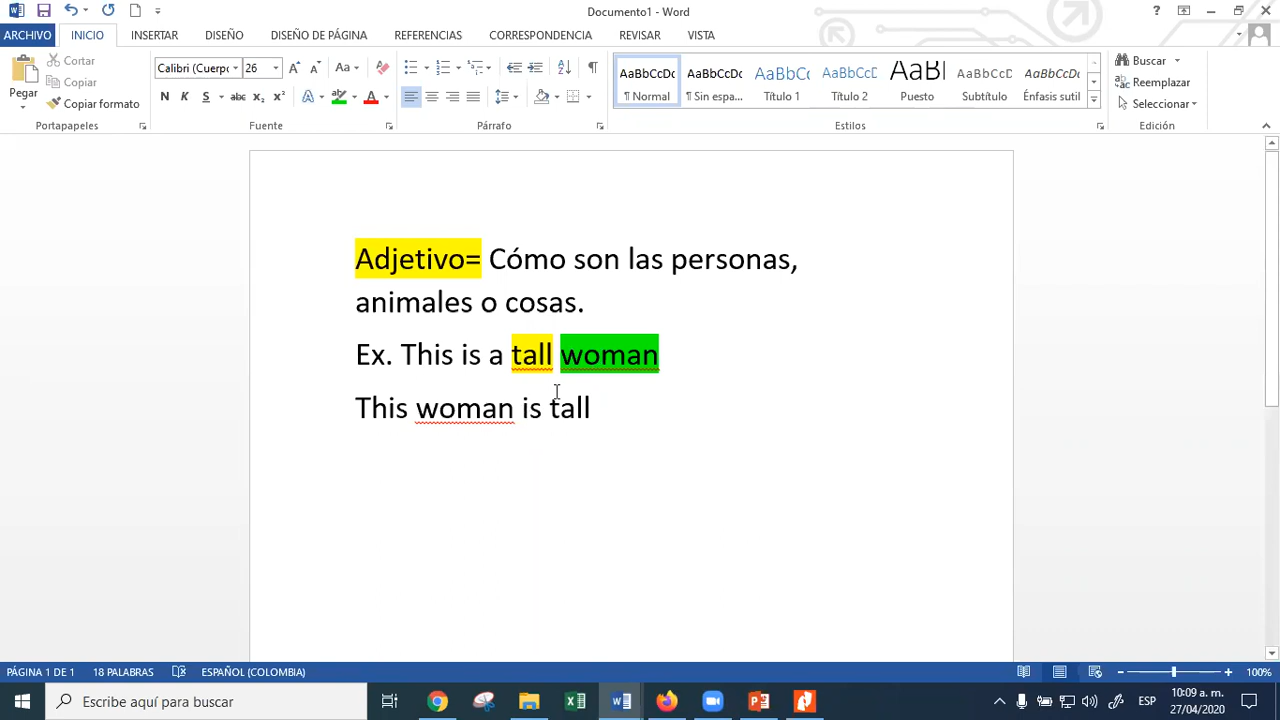 Documento1 - Word
ARCHIVO INICIO INSERTAR DISEÑO DISEÑO DE PÁGINA REFERENCIAS CORRESPONDENCIA REVISAR VISTA
Pegar
Cortar
Copiar
Copiar formato
Portapapeles
Calibri (Cuerpo 26
Fuente
Párrafo
AaBbCcDc AaBbCcDc AaBbCcD AaBbCcD AaBl AaBbCcD AaBbCcDc
¶ Normal ¶ Sin espa... Título 1 Título 2 Puesto Subtítulo Énfasis sutil
Estilos
Buscar
Reemplazar
Seleccionar
Edición
Adjetivo= Cómo son las personas,
animales o cosas.
Ex. This is a tall woman
This woman is tall
PÁGINA 1 DE 1 18 PALABRAS ESPAÑOL (COLOMBIA) 100%
Escribe aquí para buscar
ESP
10:09 a. m.
27/04/2020